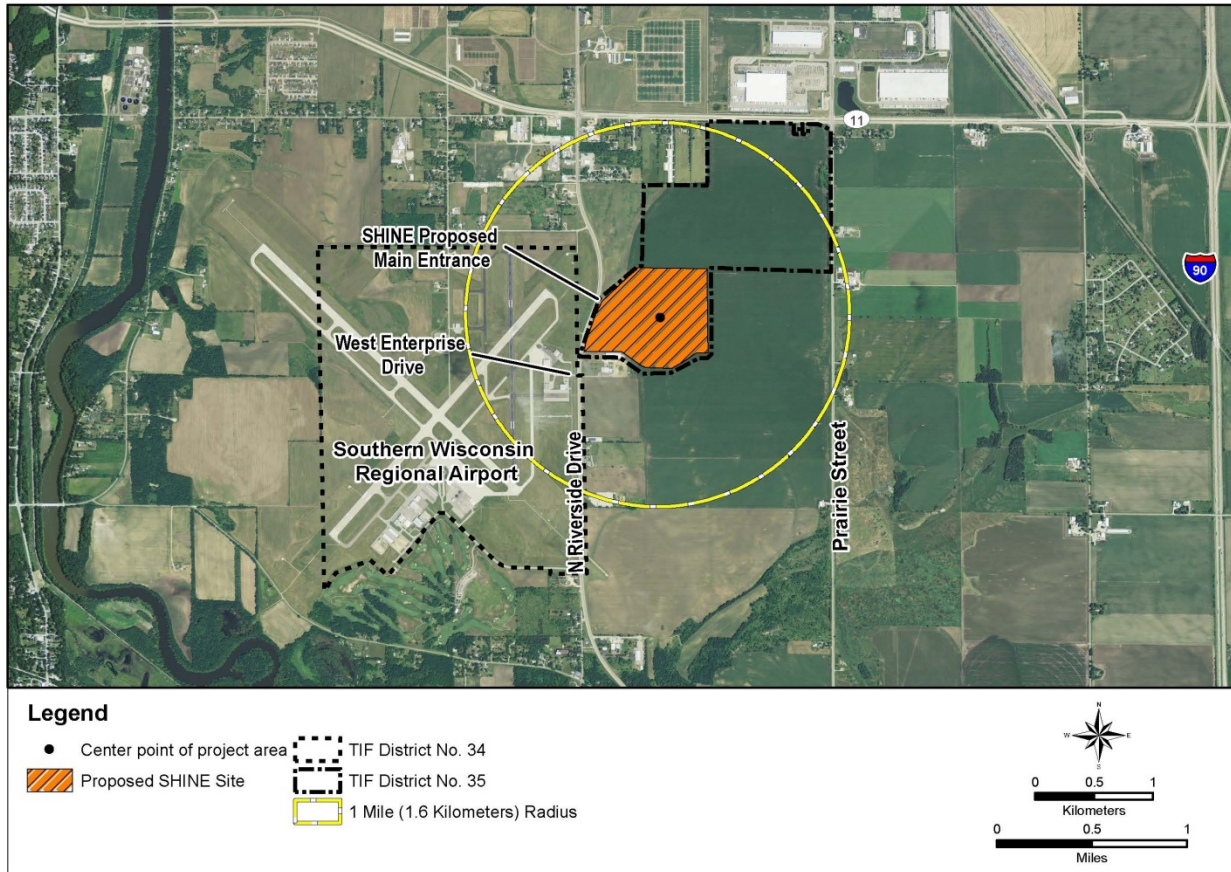 11
SHINE Proposed
Main Entrance
90
West Enterprise
Drive
Southern Wisconsin
Regional Airport
N Riverside Drive
Prairie Street
Legend
Center point of project area
Proposed SHINE Site
TIF District No. 34
TIF District No. 35
1 Mile (1.6 Kilometers) Radius
N
W E
S
0 0.5 1
Kilometers
0 0.5 1
Miles